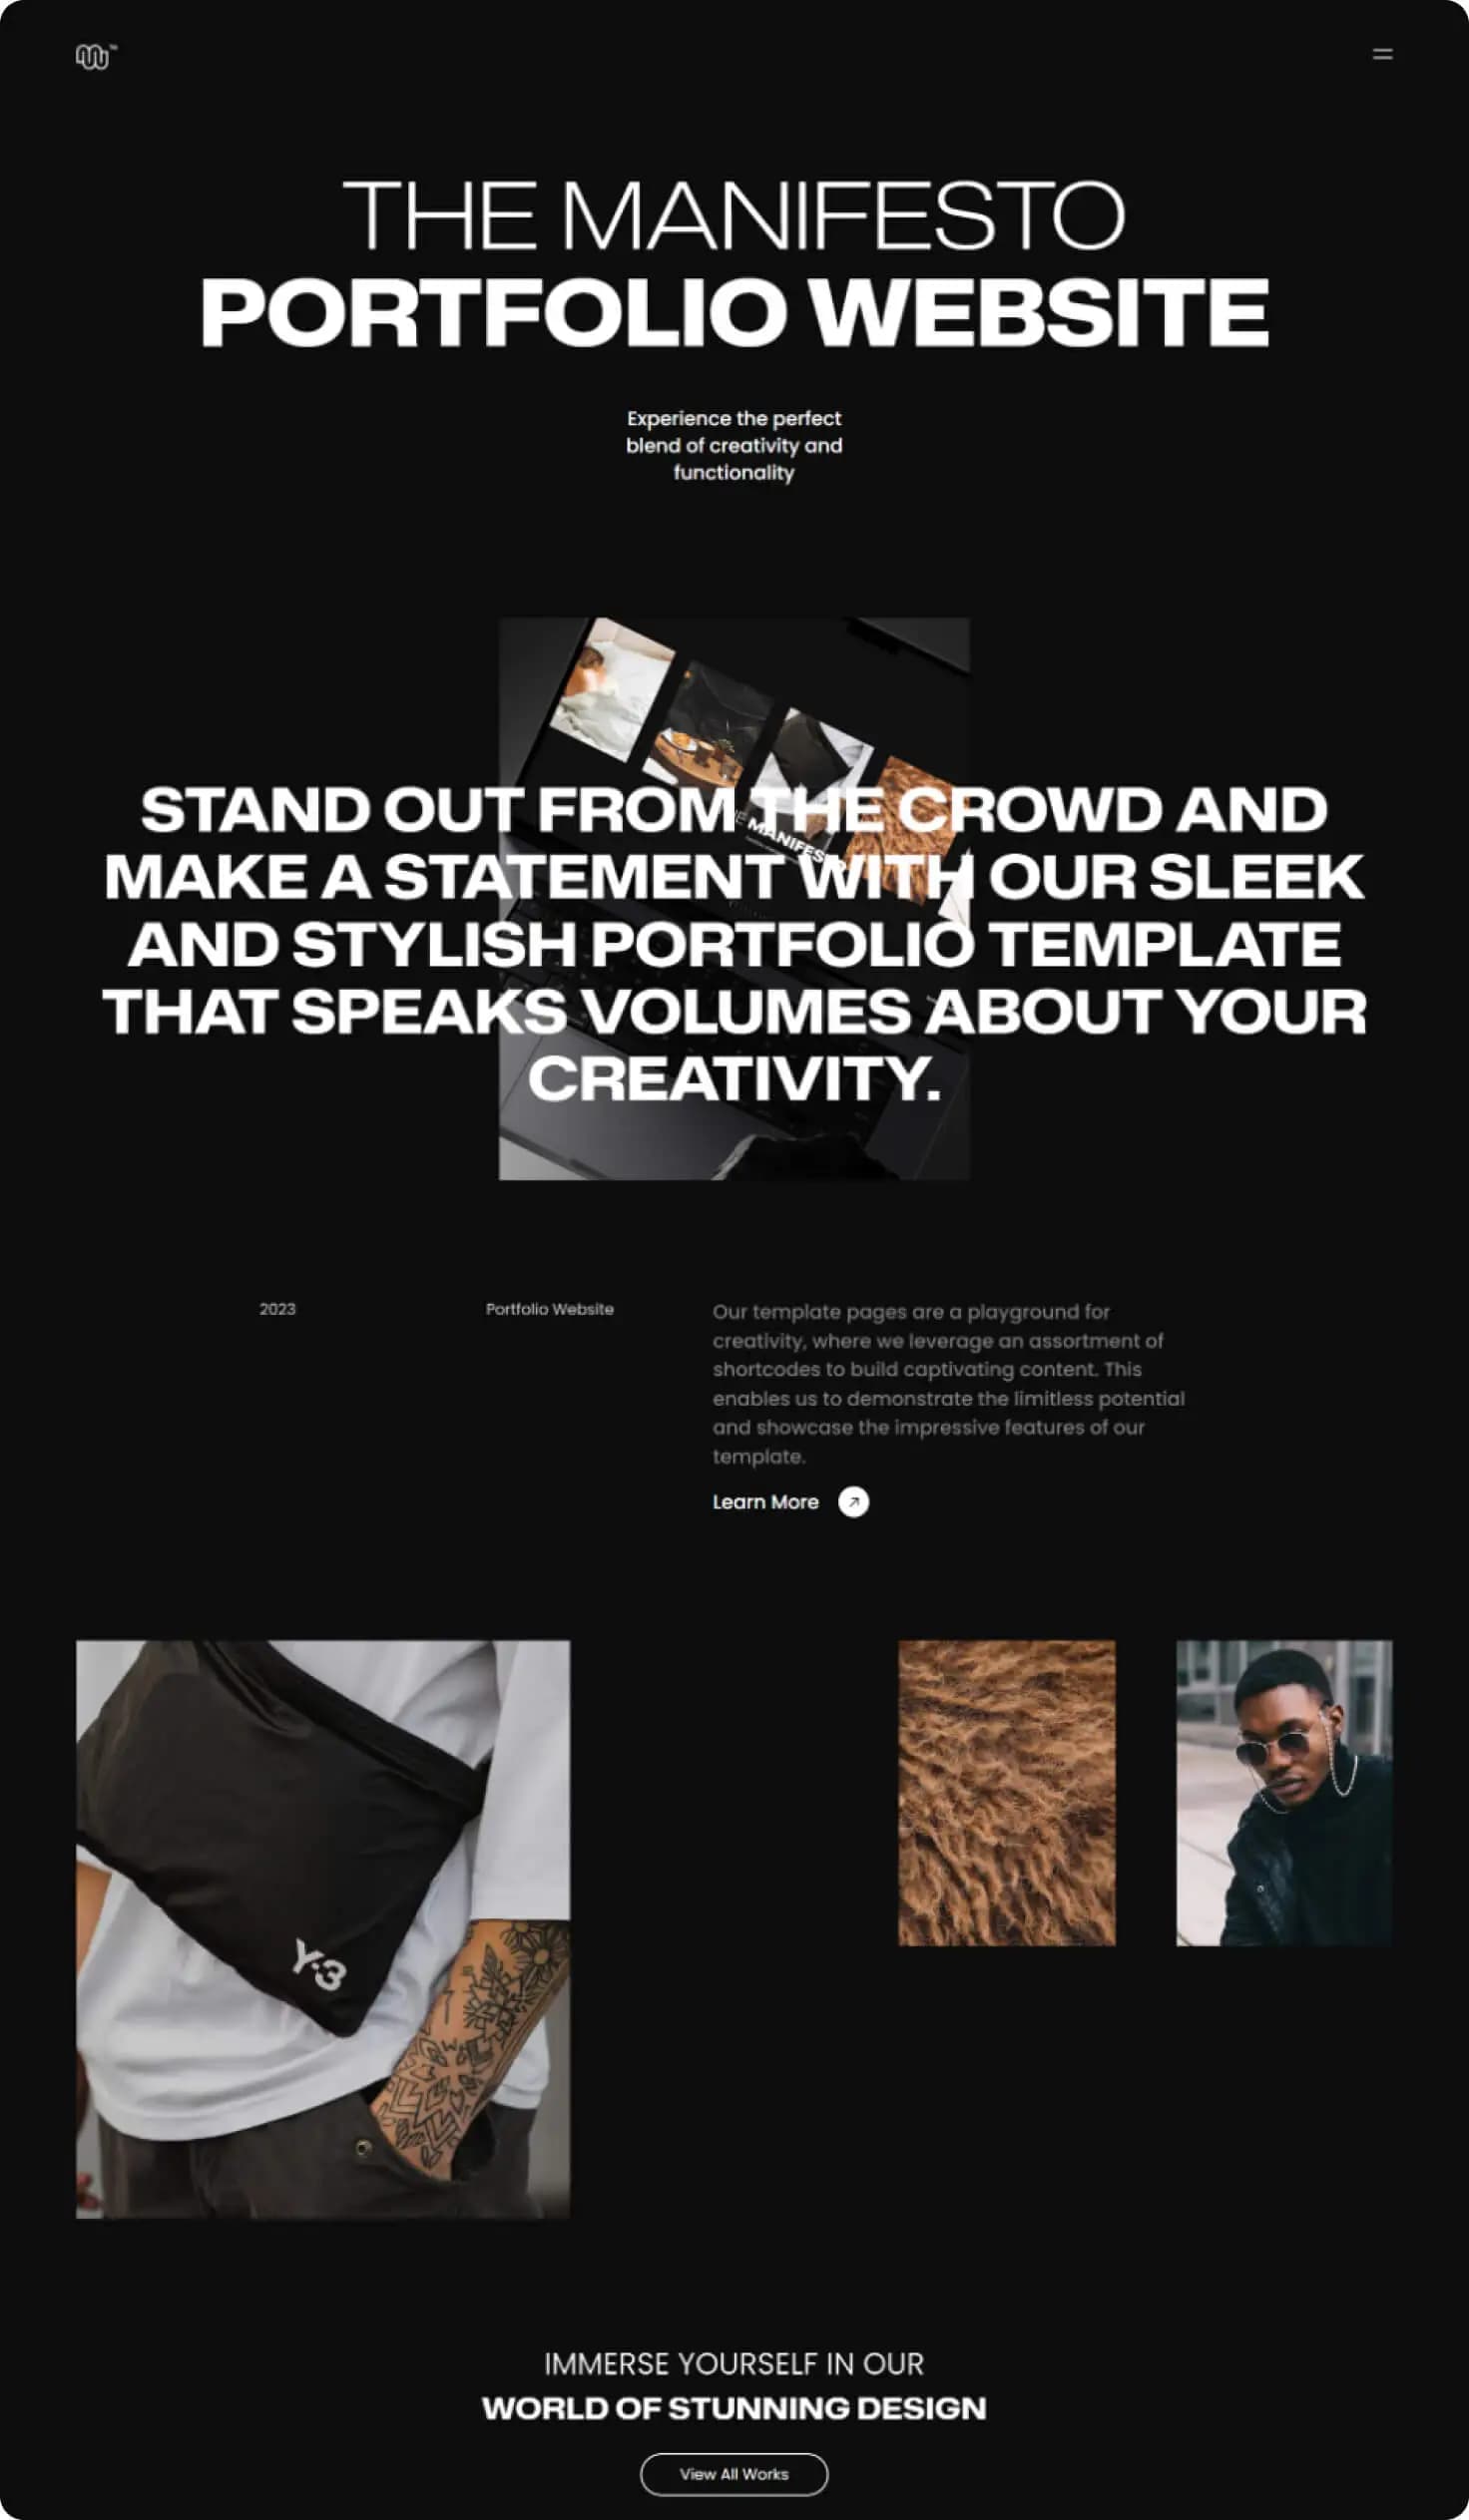 THE MANIFESTO
PORTFOLIO WEBSITE
Experience the perfect
blend of creativity and
functionality
STAND OUT FROM THE CROWD AND
MAKE A STATEMENT WITH OUR SLEEK
AND STYLISH PORTFOLIO TEMPLATE
THAT SPEAKS VOLUMES ABOUT YOUR
CREATIVITY.
2023
Portfolio Website
Our template pages are a playground for
creativity, where we leverage an assortment of
shortcodes to build captivating content. This
enables us to demonstrate the limitless potential
and showcase the impressive features of our
template.
Learn More
Y-3
IMMERSE YOURSELF IN OUR
WORLD OF STUNNING DESIGN
View All Works